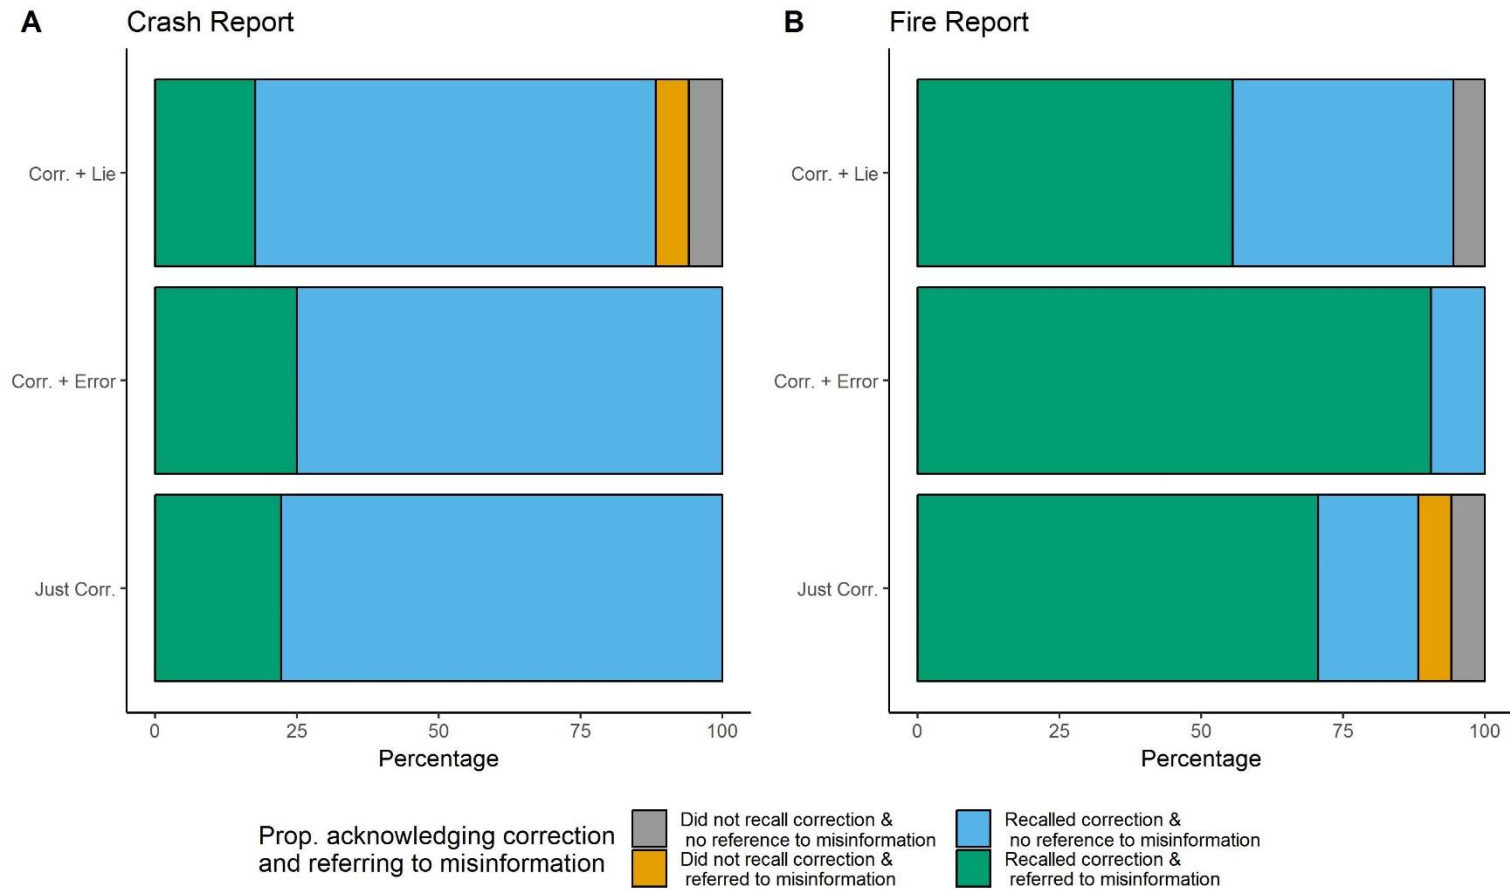 A Crash Report
Corr. + Lie
Corr. + Error
Just Corr.
0 25 50 75 100
Percentage
B Fire Report
Corr. + Lie
Corr. + Error
Just Corr.
0 25 50 75 100
Percentage
Prop. acknowledging correction
and referring to misinformation
Did not recall correction &
no reference to misinformation
Did not recall correction &
referred to misinformation
Recalled correction &
no reference to misinformation
Recalled correction &
referred to misinformation